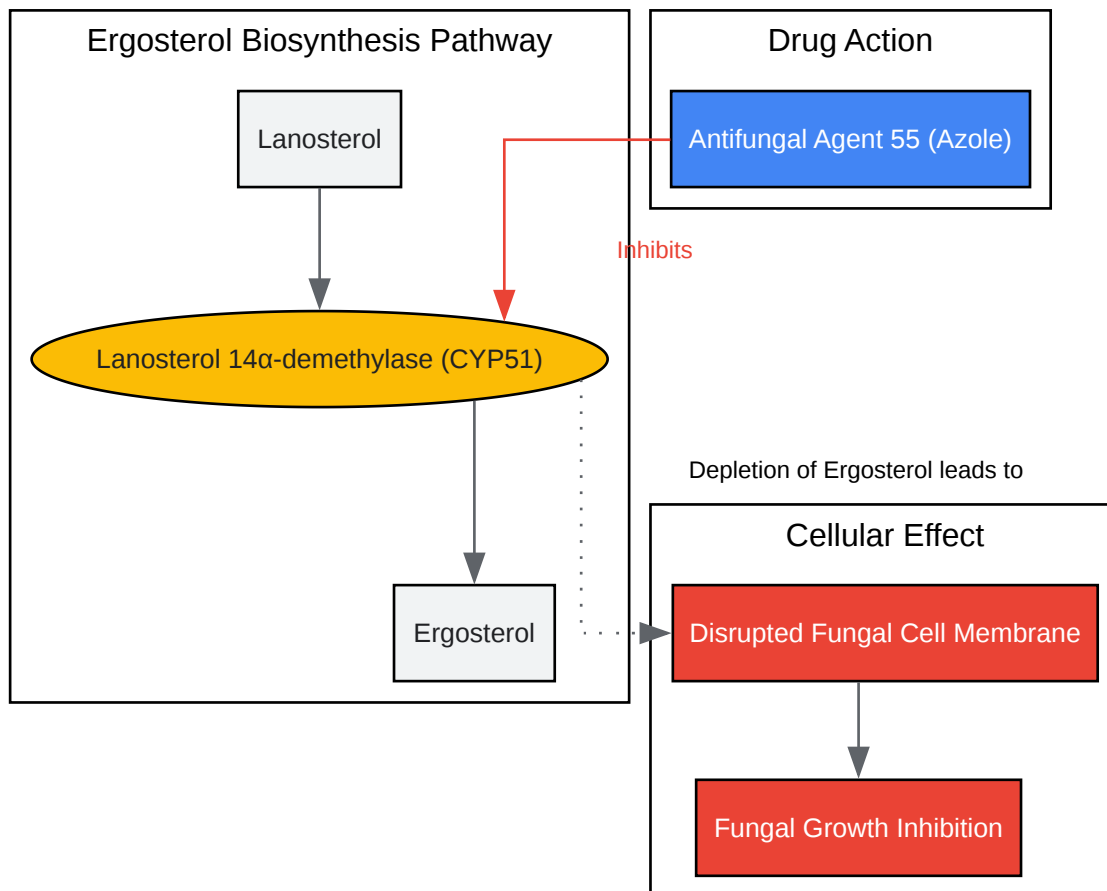 Ergosterol Biosynthesis Pathway
Drug Action
Lanosterol
Antifungal Agent 55 (Azole)
Inhibits
Lanosterol 14α-demethylase (CYP51)
Depletion of Ergosterol leads to
Cellular Effect
Ergosterol
Disrupted Fungal Cell Membrane
Fungal Growth Inhibition